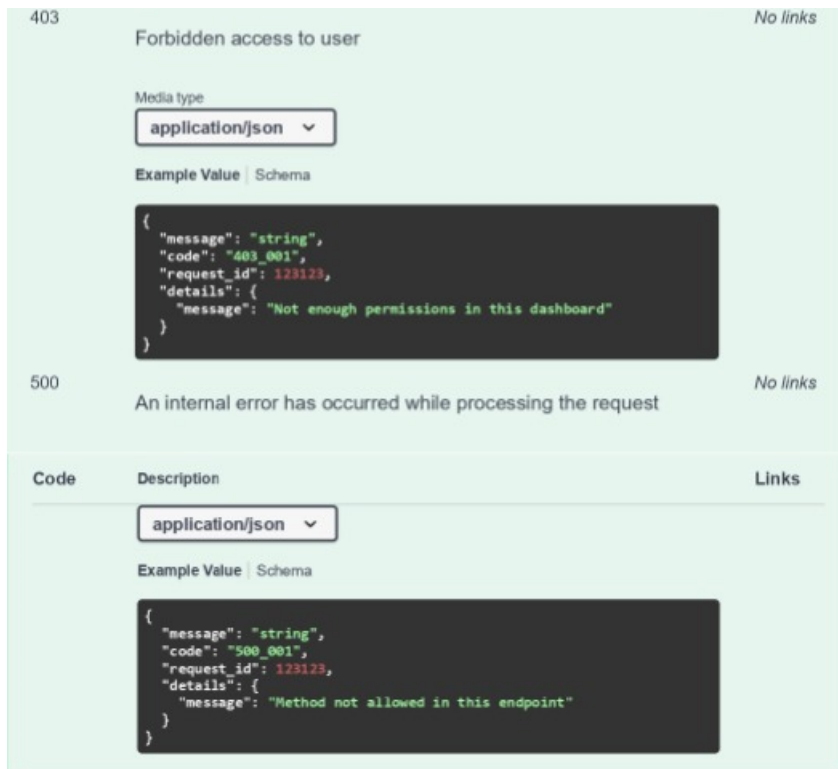 403
No links
Forbidden access to user
Media type
application/json
Example Value Schema
{
"message": "string",
"code": "403_001",
"request_id": 123123,
"details": {
"message": "Not enough permissions in this dashboard"
}
}
500
No links
An internal error has occurred while processing the request
Code Description Links
application/json
Example Value Schema
{
"message": "string",
"code": "500_001",
"request_id": 123123,
"details": {
"message": "Method not allowed in this endpoint"
}
}